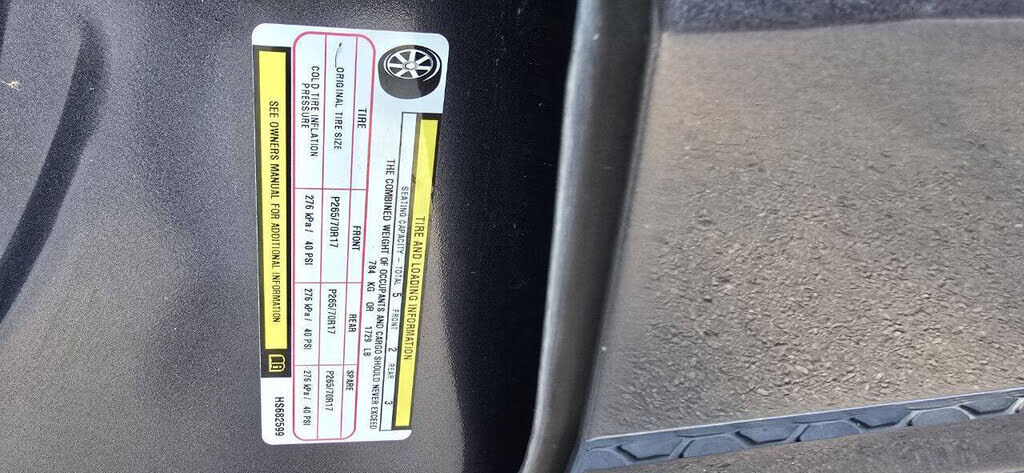 TIRE AND LOADING INFORMATION
SEATING CAPACITY – TOTAL 5 FRONT 2 REAR 3
THE COMBINED WEIGHT OF OCCUPANTS AND CARGO SHOULD NEVER EXCEED
784 KG OR 1729 LB
TIRE FRONT REAR SPARE
ORIGINAL TIRE SIZE P265/70R17 P265/70R17 P265/70R17
COLD TIRE INFLATION PRESSURE 276 kPa/ 40 PSI 276 kPa/ 40 PSI 276 kPa/ 40 PSI
SEE OWNERS MANUAL FOR ADDITIONAL INFORMATION
HS682599